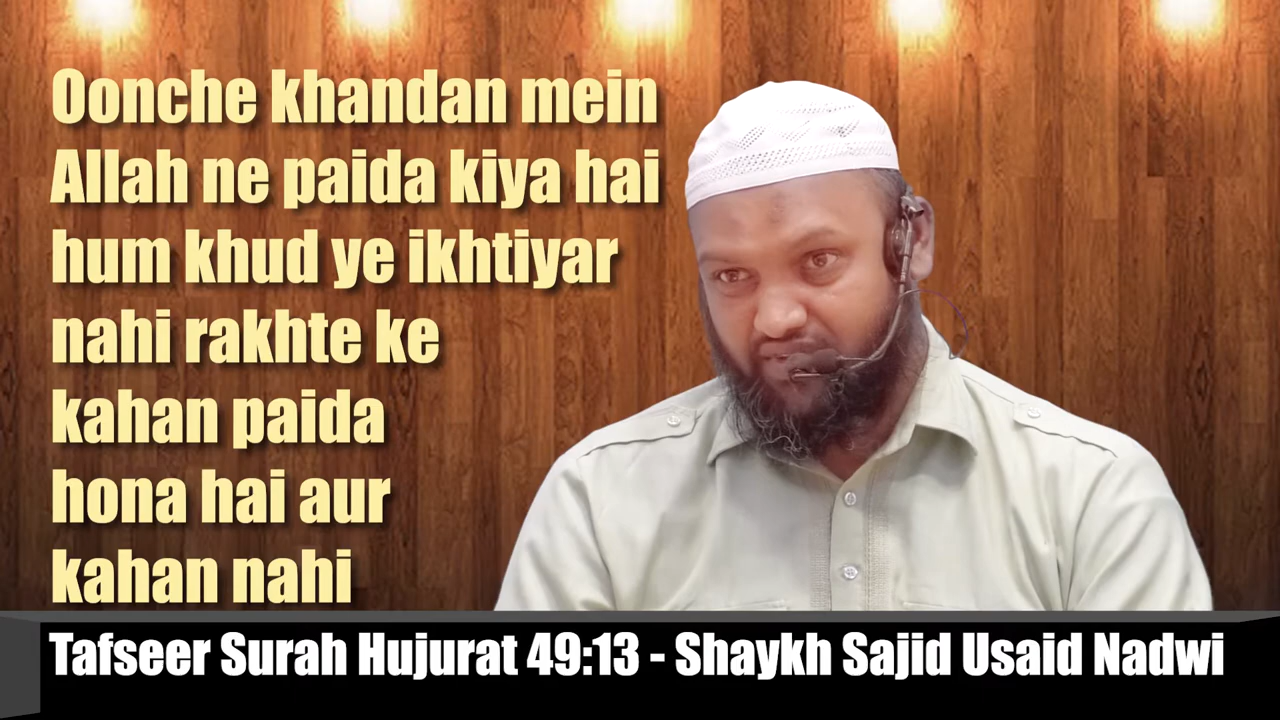 Oonche khandan mein
Allah ne paida kiya hai
hum khud ye ikhtiyar
nahi rakhte ke
kahan paida
hona hai aur
kahan nahi
Tafseer Surah Hujurat 49:13 - Shaykh Sajid Usaid Nadwi